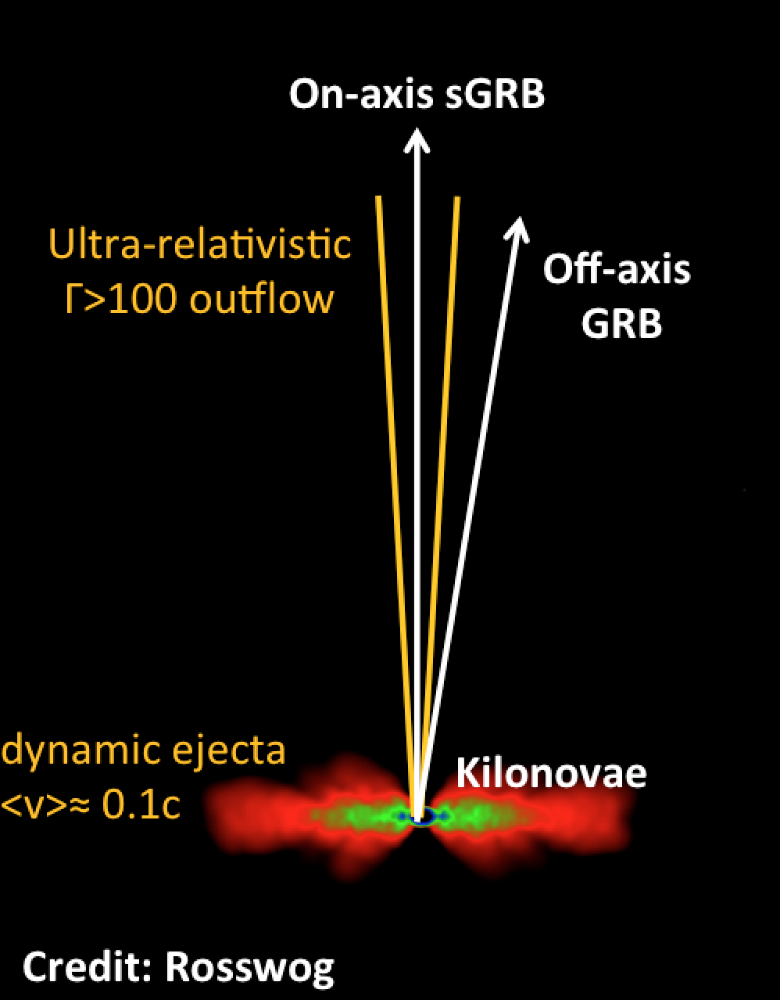 On-axis sGRB
Ultra-relativistic
Γ>100 outflow
Off-axis
GRB
dynamic ejecta
<v>≈ 0.1c
Kilonovae
Credit: Rosswog